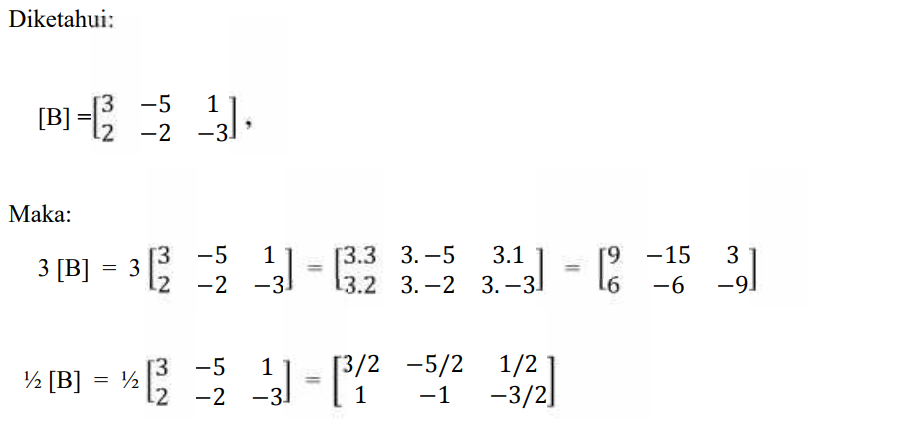 Diketahui:
[B] = [3 −5 1
2 −2 −3] ,
Maka:
3 [B] = 3 [3 −5 1
2 −2 −3] = [3.3 3.−5 3.1
3.2 3.−2 3.−3] = [9 −15 3
6 −6 −9]
½ [B] = ½ [3 −5 1
2 −2 −3] = [3/2 −5/2 1/2
1 −1 −3/2]